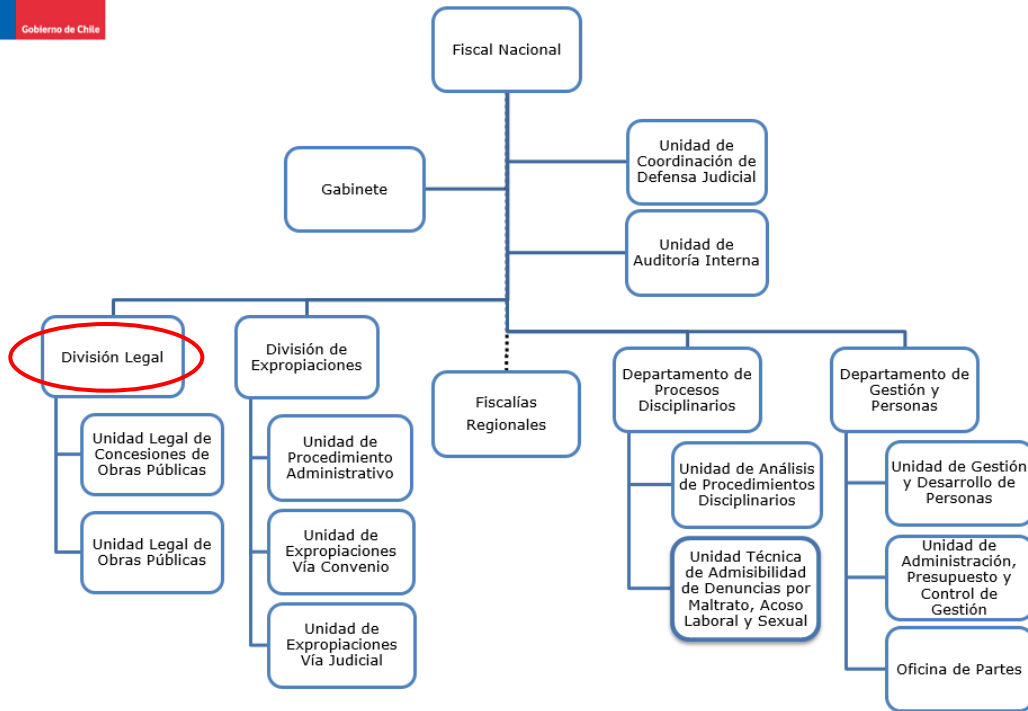 Gobierno de Chile
Fiscal Nacional
Unidad de
Coordinación de
Defensa Judicial
Gabinete
Unidad de
Auditoría Interna
División Legal
División de
Expropiaciones
Fiscalías
Regionales
Departamento de
Procesos
Disciplinarios
Departamento de
Gestión y
Personas
Unidad Legal de
Concesiones de
Obras Públicas
Unidad Legal de
Obras Públicas
Unidad de
Procedimiento
Administrativo
Unidad de
Expropiaciones
Vía Convenio
Unidad de
Expropiaciones
Vía Judicial
Unidad de Análisis
de Procedimientos
Disciplinarios
Unidad Técnica
de Admisibilidad
de Denuncias por
Maltrato, Acoso
Laboral y Sexual
Unidad de Gestión
y Desarrollo de
Personas
Unidad de
Administración,
Presupuesto y
Control de
Gestión
Oficina de Partes